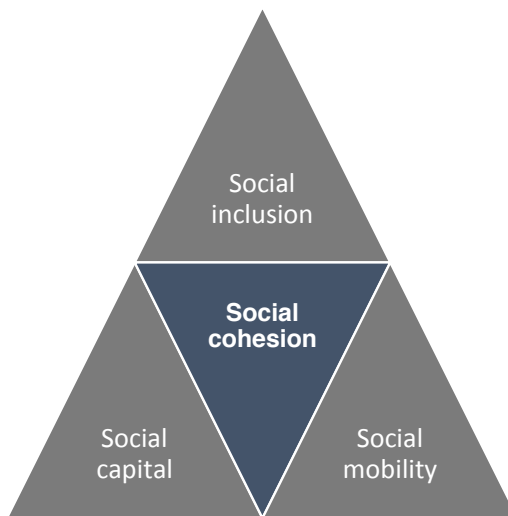 Social
inclusion
Social
cohesion
Social
capital
Social
mobility